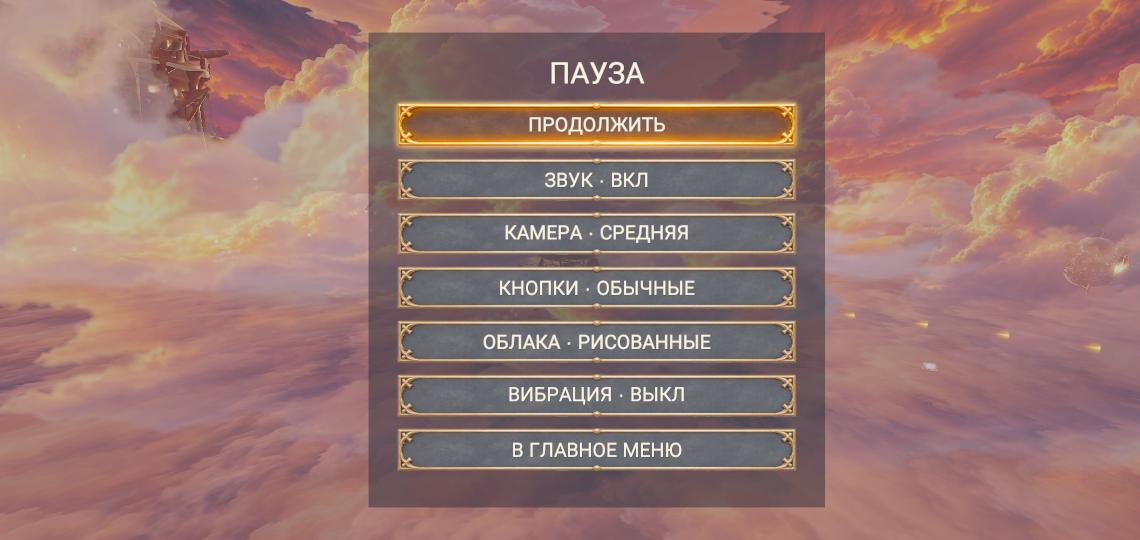 ПАУЗА
ПРОДОЛЖИТЬ
ЗВУК · ВКЛ
КАМЕРА · СРЕДНЯЯ
КНОПКИ · ОБЫЧНЫЕ
ОБЛАКА · РИСОВАННЫЕ
ВИБРАЦИЯ · ВЫКЛ
В ГЛАВНОЕ МЕНЮ